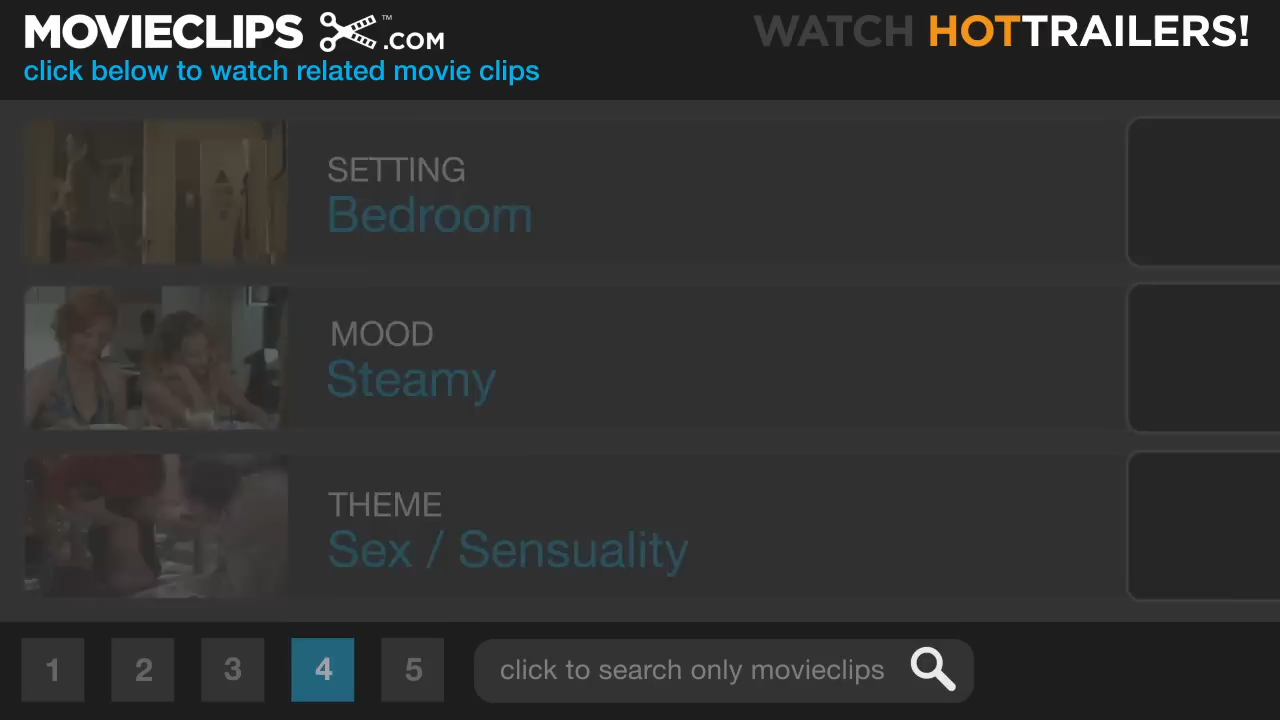 MOVIECLIPS ™ .COM
WATCH HOTTRAILERS!
click below to watch related movie clips
SETTING
Bedroom
MOOD
Steamy
THEME
Sex / Sensuality
1 2 3 4 5 click to search only movieclips